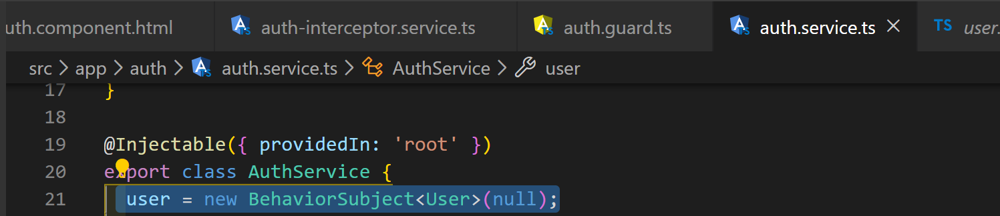 uth.component.html auth-interceptor.service.ts auth.guard.ts auth.service.ts TS user.
src > app > auth > auth.service.ts > AuthService > user
17 }
18
19 @Injectable({ providedIn: 'root' })
20 export class AuthService {
21 user = new BehaviorSubject<User>(null);